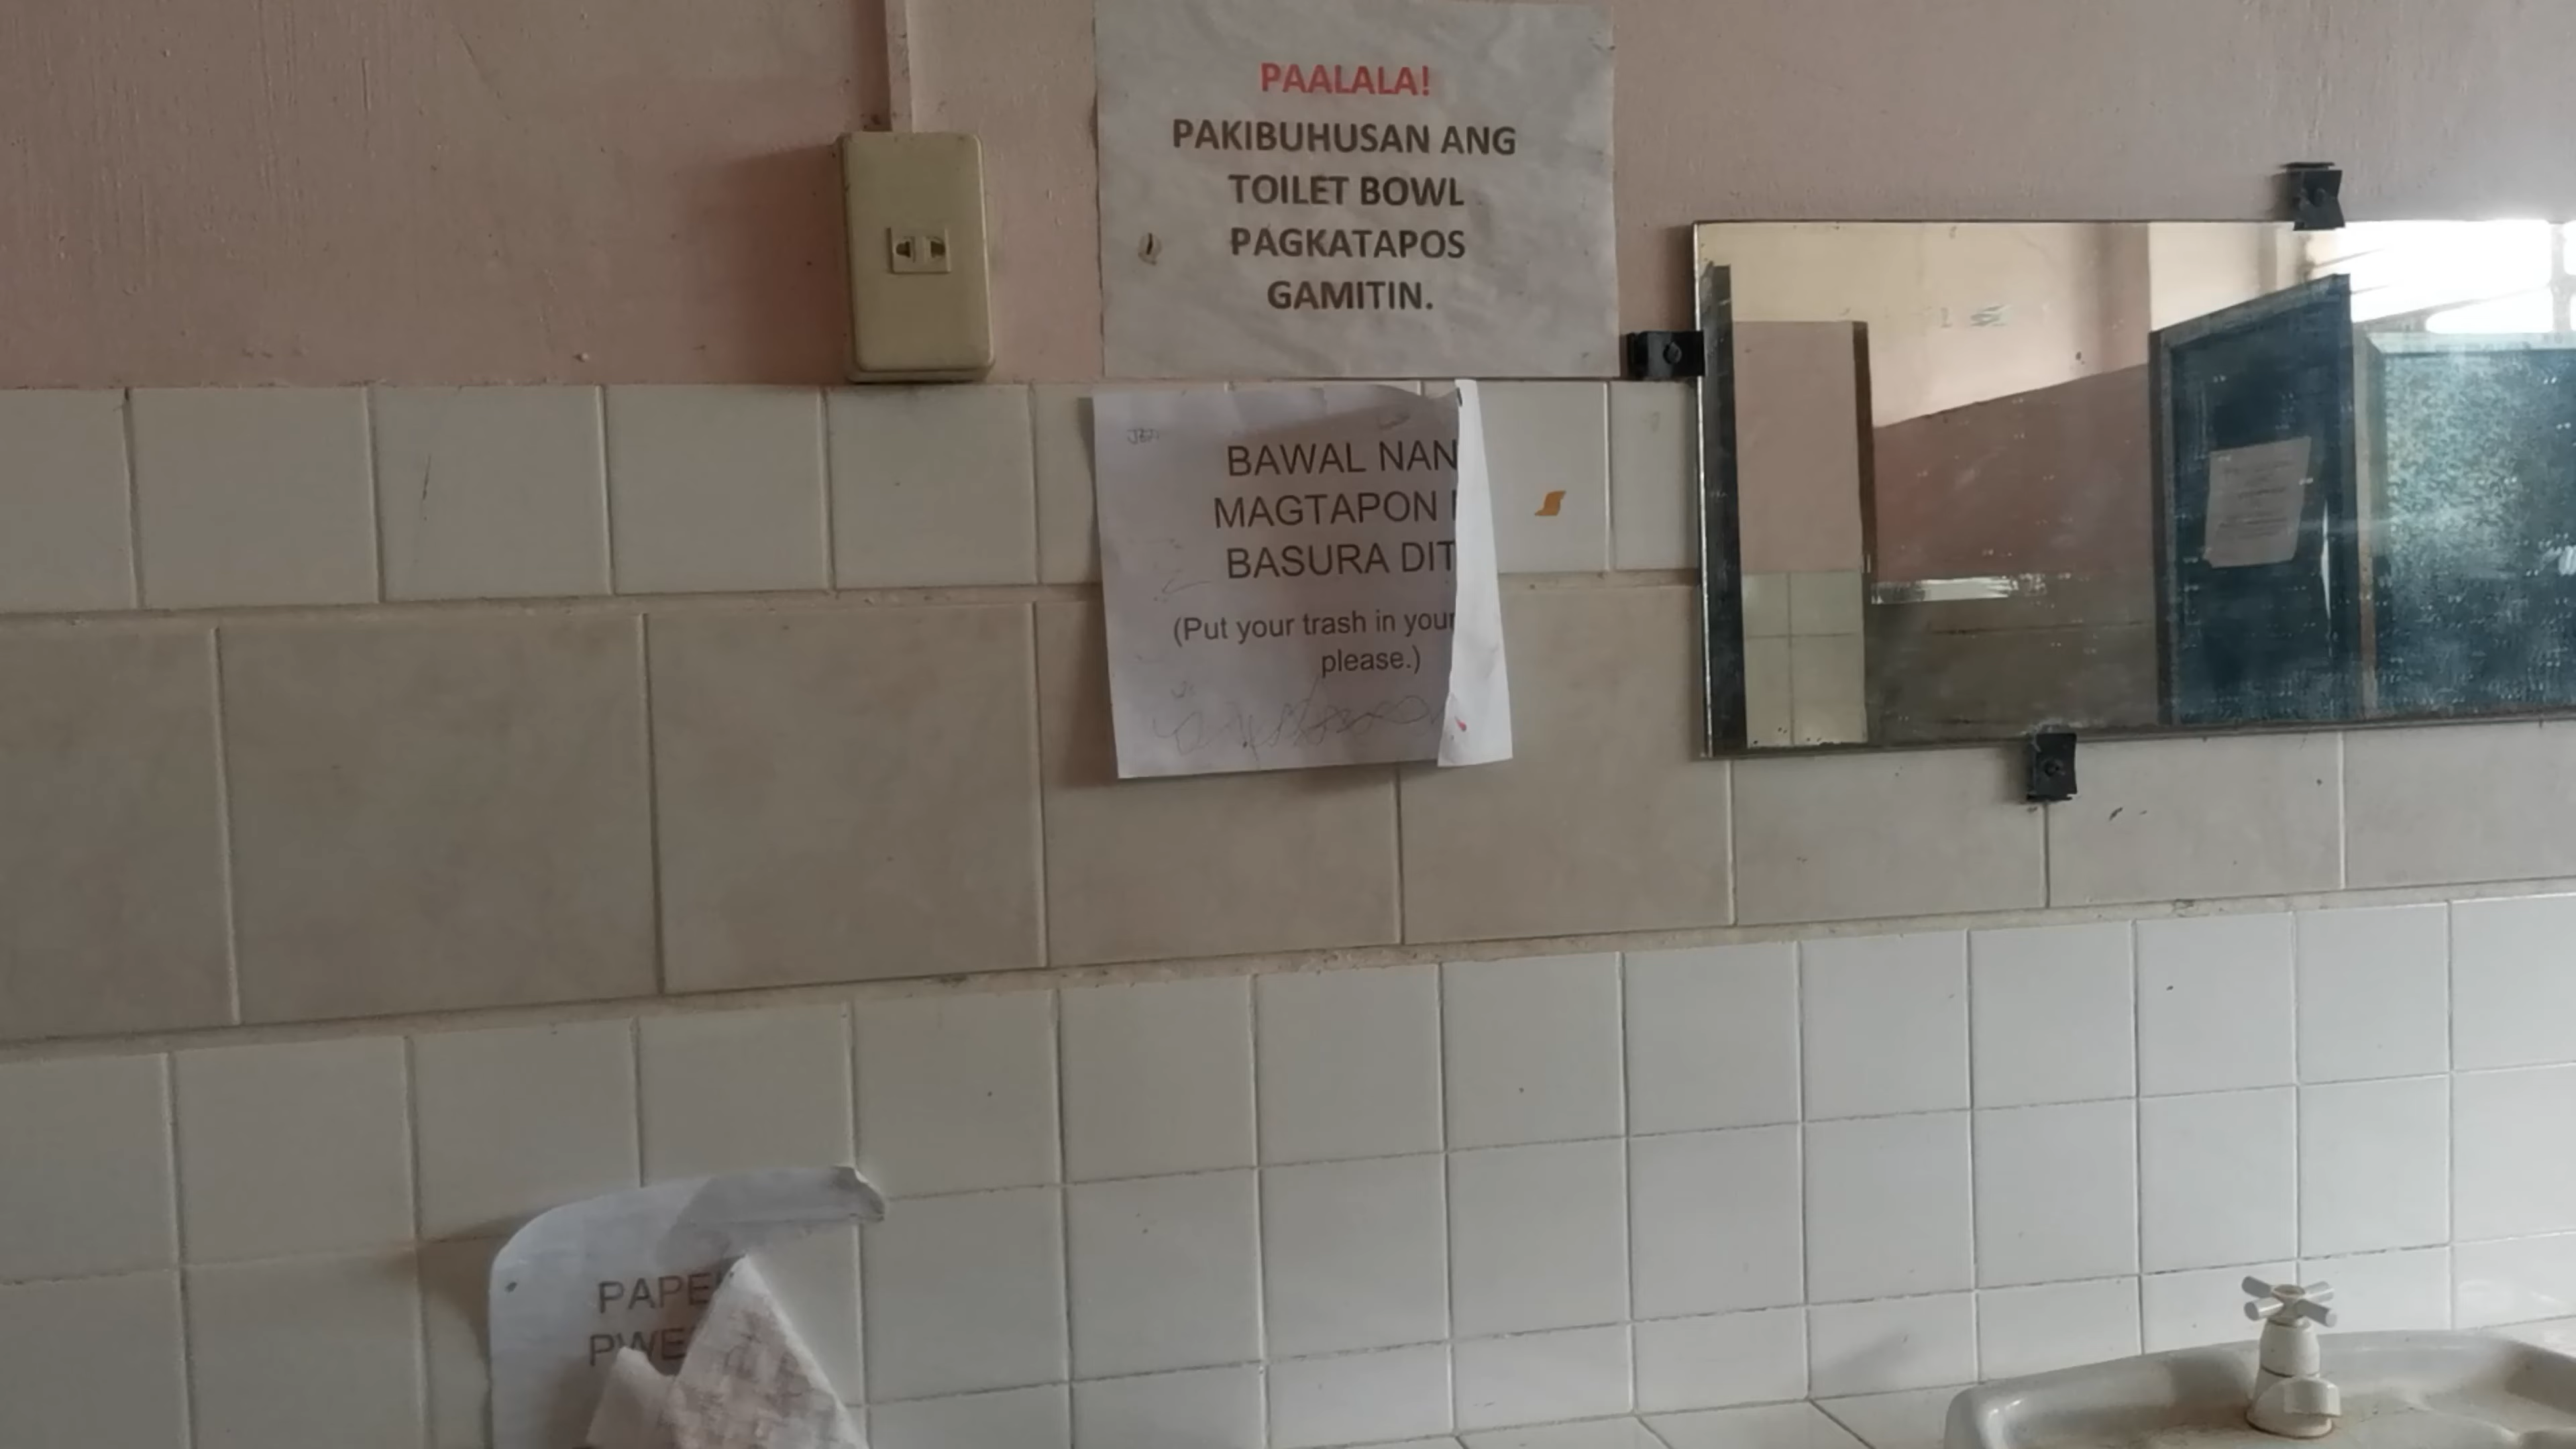 PAALALA!
PAKIBUHUSAN ANG
TOILET BOWL
PAGKATAPOS
GAMITIN.
BAWAL NAN
MAGTAPON
BASURA DIT
(Put your trash in your
please.)
PAPE
PWE